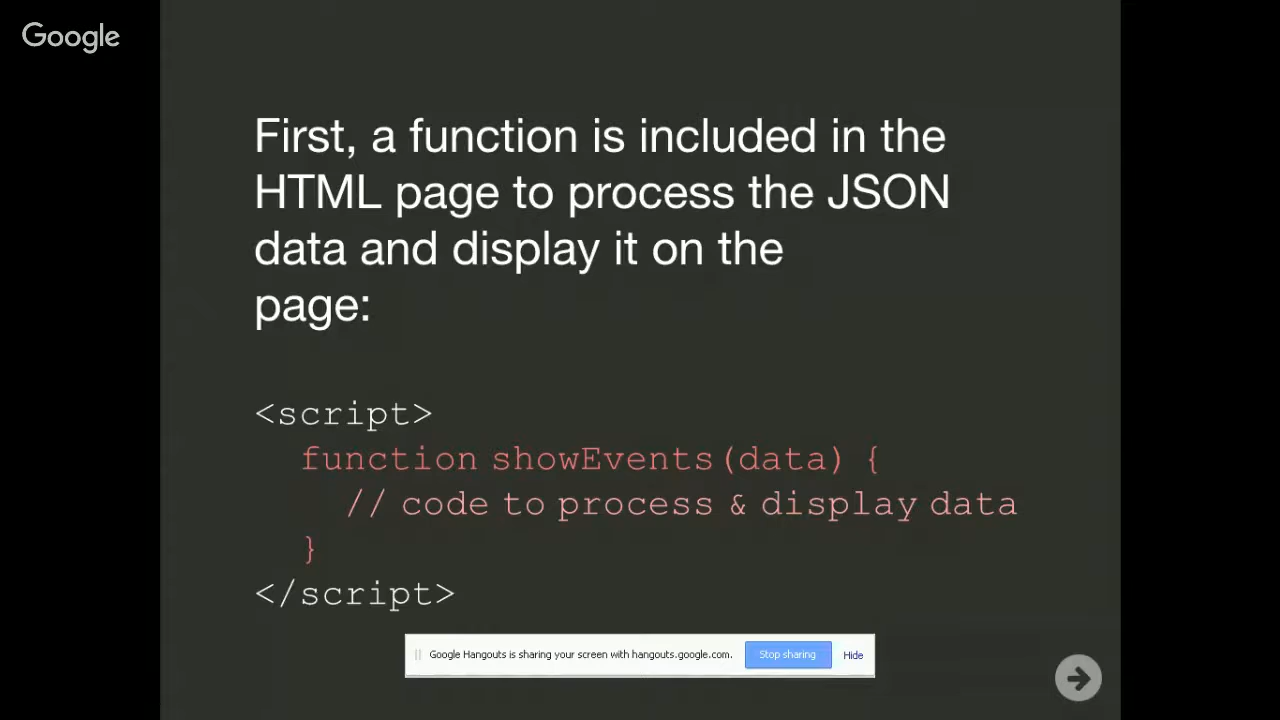 Google
First, a function is included in the
HTML page to process the JSON
data and display it on the
page:
<script>
function showEvents(data) {
// code to process & display data
}
</script>
Google Hangouts is sharing your screen with hangouts.google.com. Stop sharing Hide